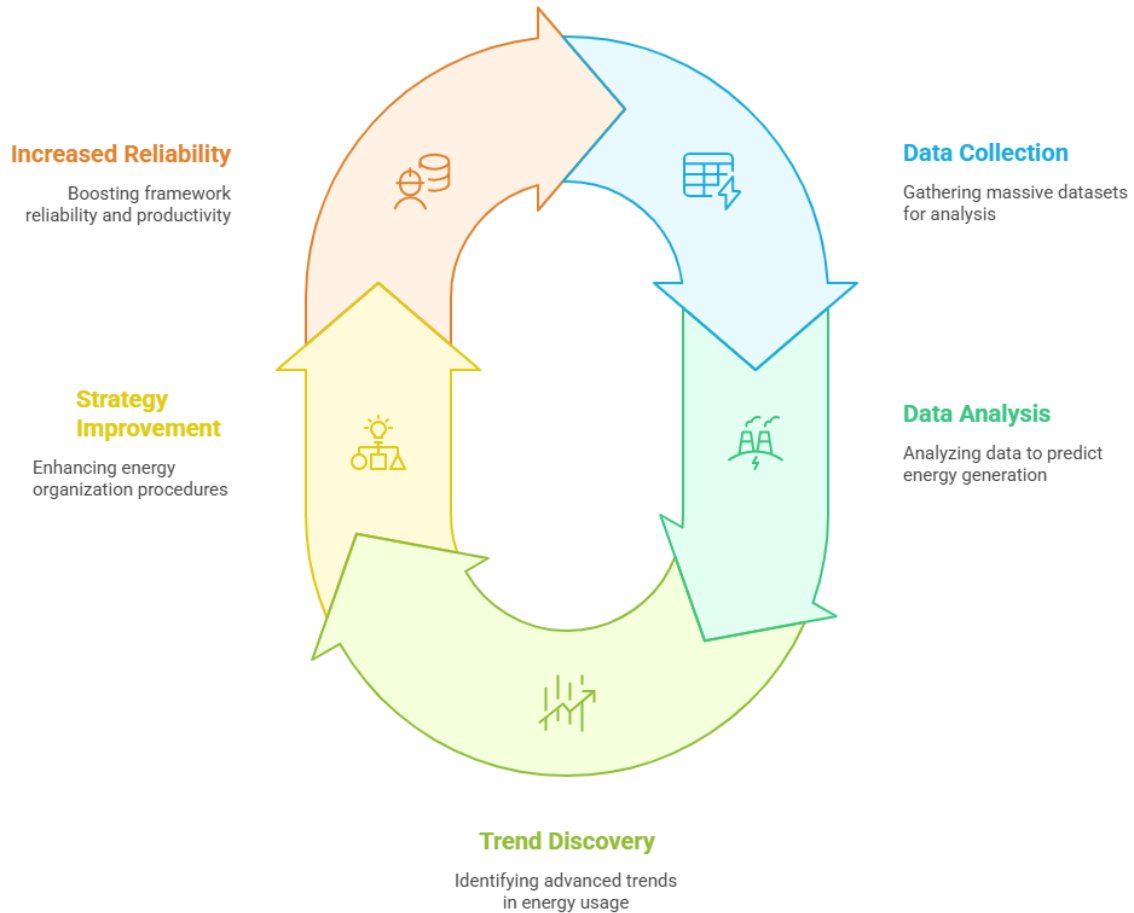 Increased Reliability
Boosting framework
reliability and productivity
Data Collection
Gathering massive datasets
for analysis
Strategy
Improvement
Enhancing energy
organization procedures
Data Analysis
Analyzing data to predict
energy generation
Trend Discovery
Identifying advanced trends
in energy usage